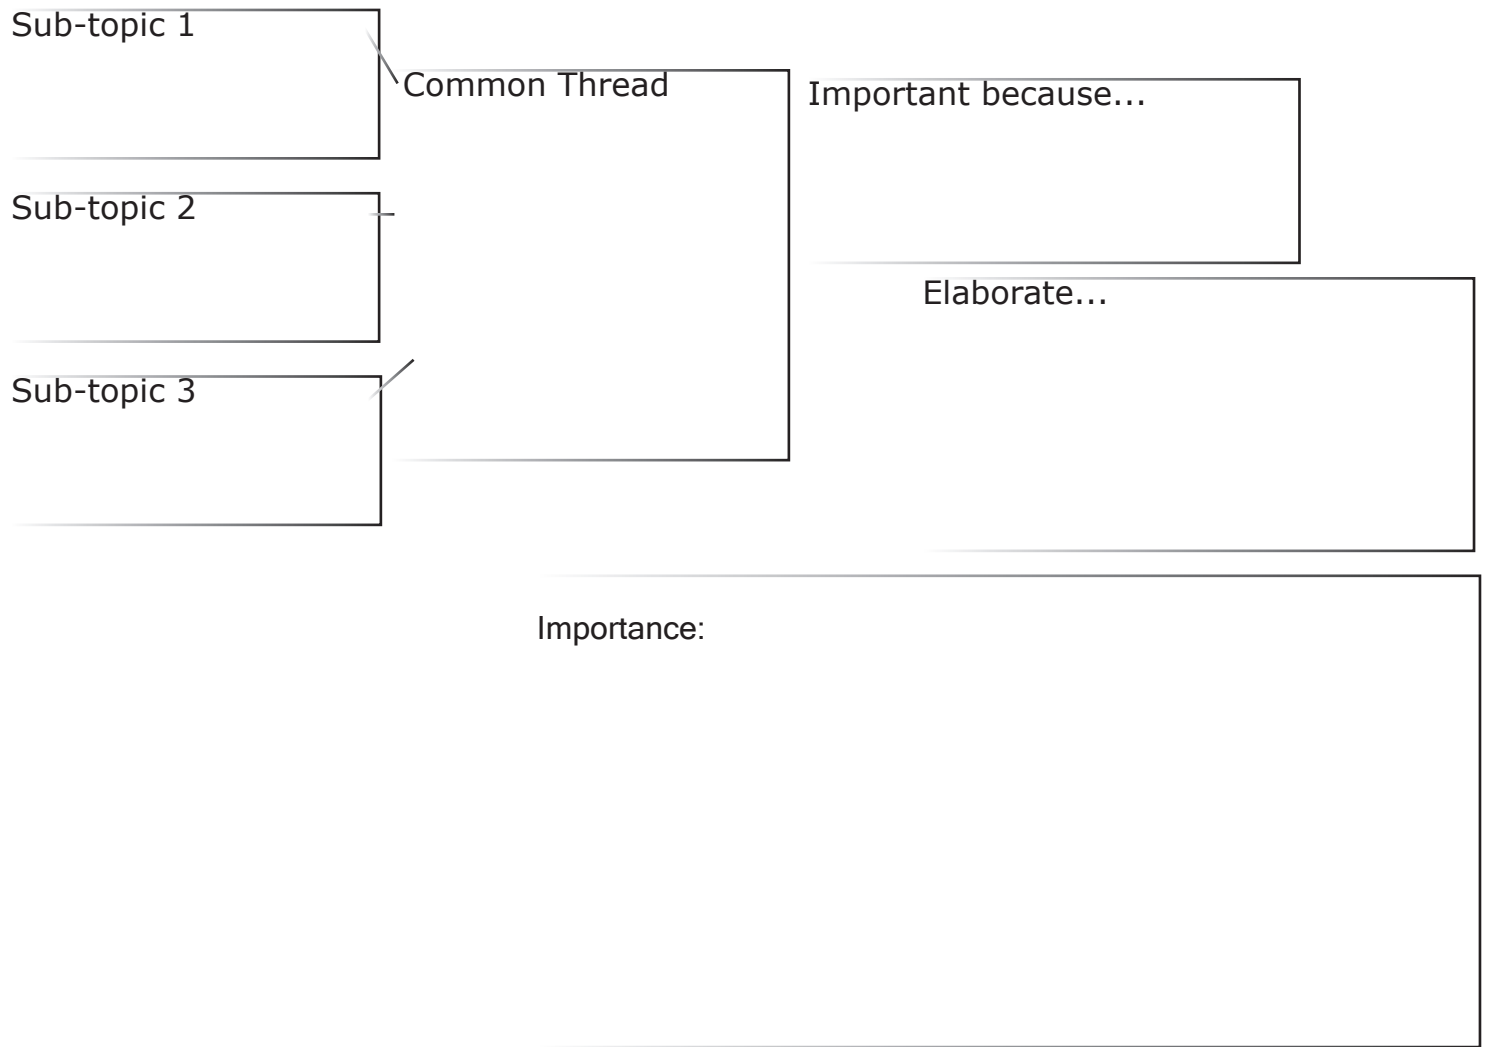 Sub-topic 1
Common Thread
Important because...
Sub-topic 2
Elaborate...
Sub-topic 3
Importance: